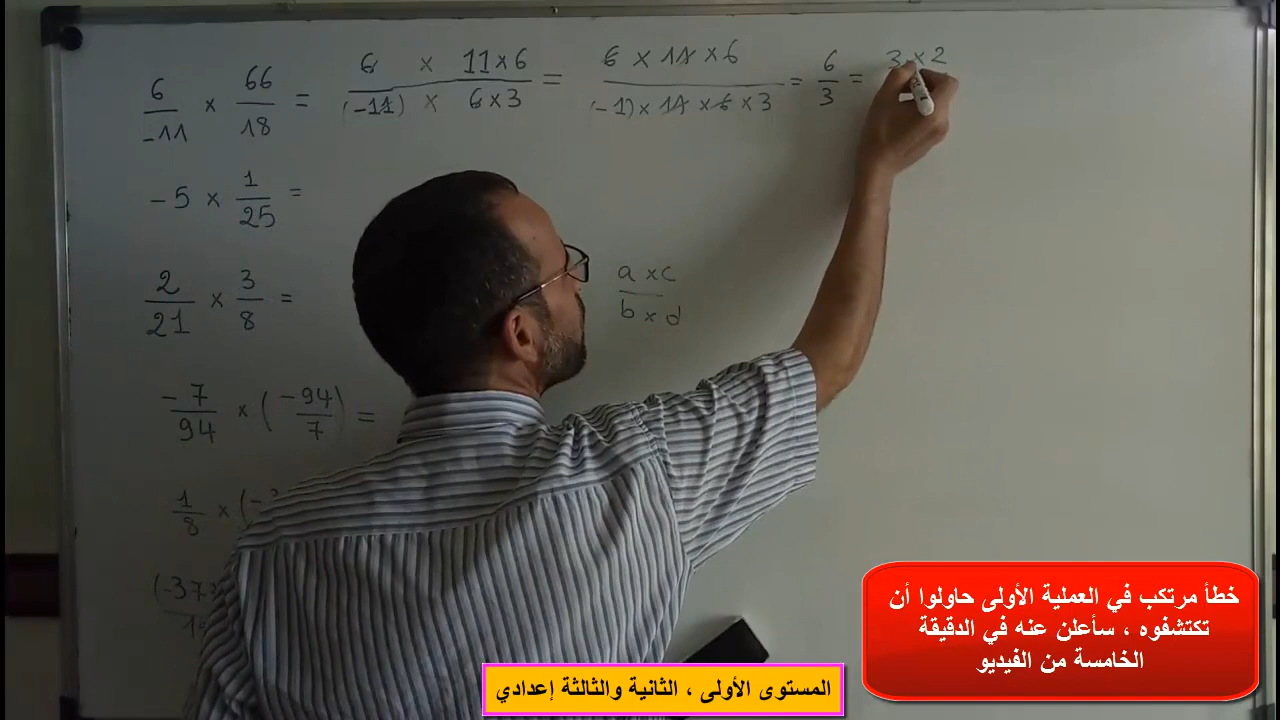 6/-11 × 66/18 = 6 × 11×6 / (-11) × 6×3 = 6 × 11 × 6 / (-1) × 11 × 6 × 3 = 6/3 = 3 × 2
-5 × 1/25 =
2/21 × 3/8 =
a × c / b × d
-7/94 × (-94/7) =
1/8 × (-
(-37
خطأ مرتكب في العملية الأولى حاولوا أن
تكتشفوه ، سأعلن عنه في الدقيقة
الخامسة من الفيديو
المستوى الأولى ، الثانية والثالثة إعدادي